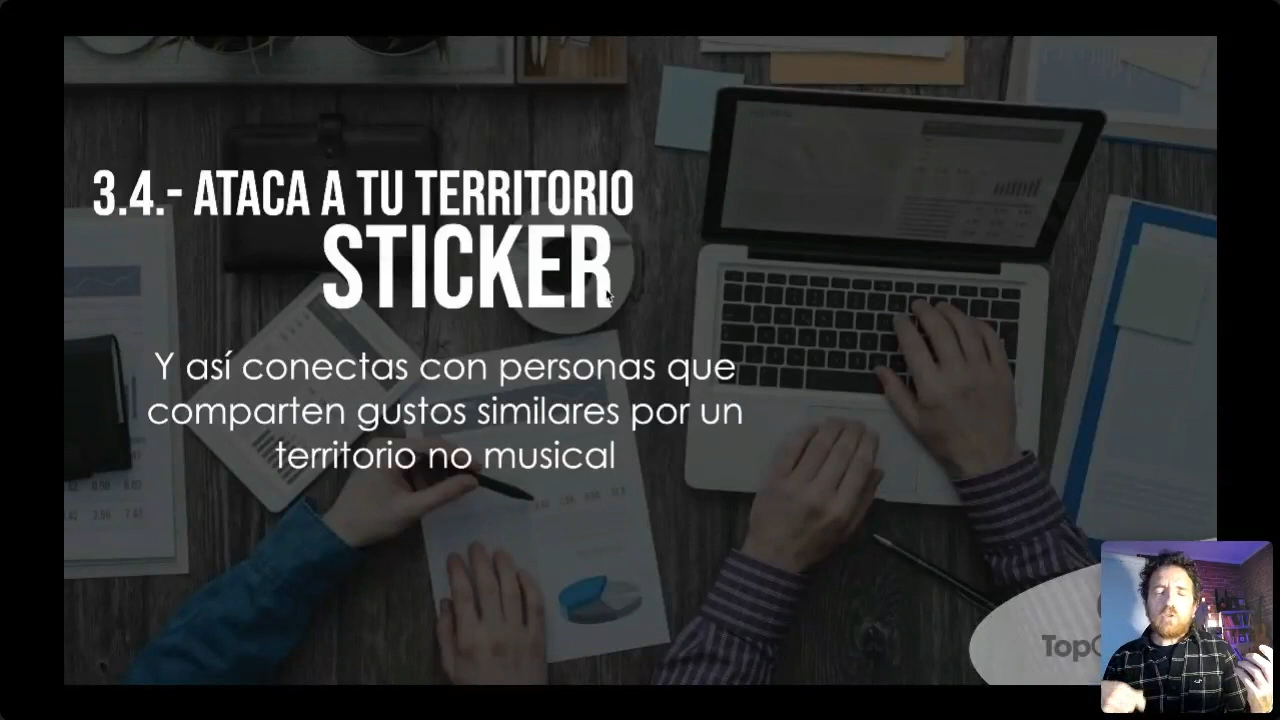 3.4.- ATACA A TU TERRITORIO
STICKER
Y así conectas con personas que
comparten gustos similares por un
territorio no musical